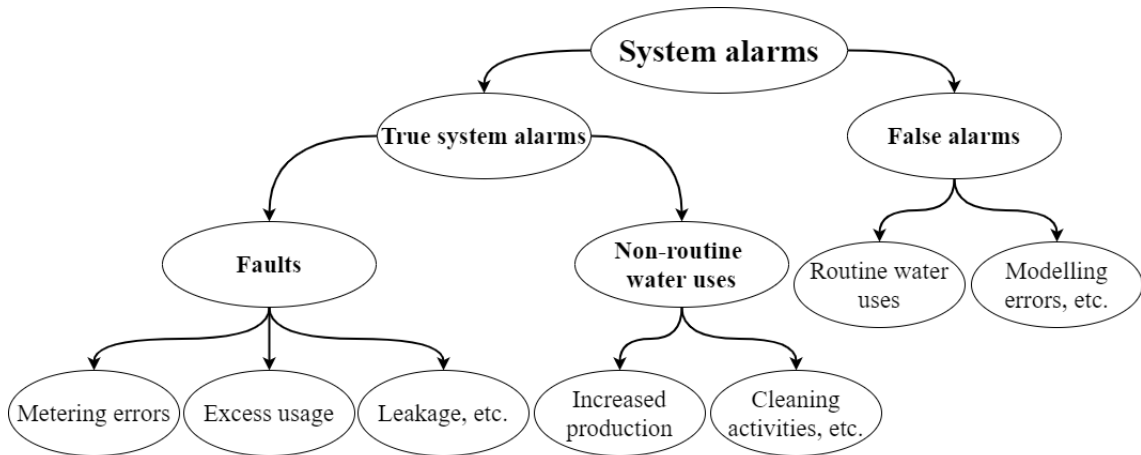 System alarms
True system alarms
False alarms
Faults
Non-routine
water uses
Routine water
uses
Modelling
errors, etc.
Metering errors
Excess usage
Leakage, etc.
Increased
production
Cleaning
activities, etc.